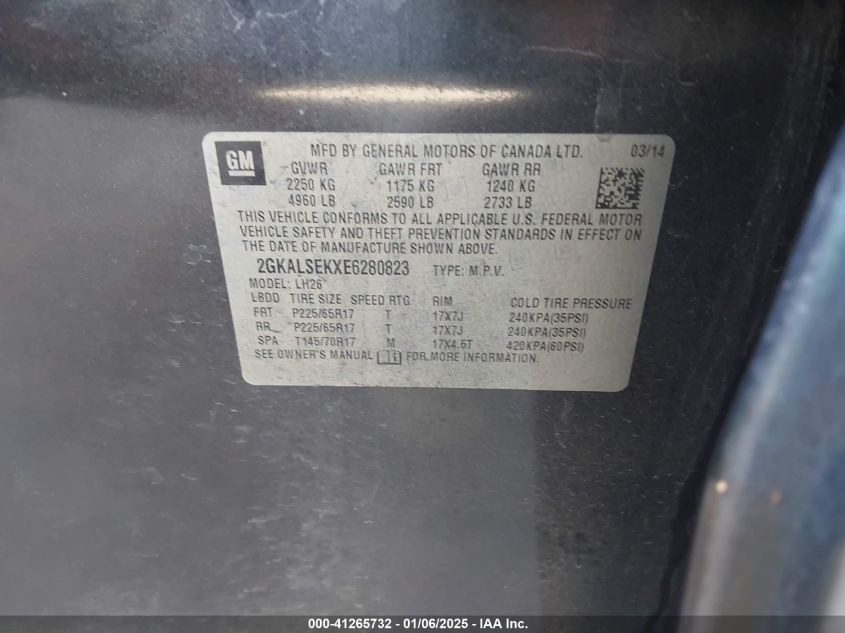 GM
MFD BY GENERAL MOTORS OF CANADA LTD. 03/14
GVWR GAWR FRT GAWR RR
2250 KG 1175 KG 1240 KG
4960 LB 2590 LB 2733 LB
THIS VEHICLE CONFORMS TO ALL APPLICABLE U.S. FEDERAL MOTOR
VEHICLE SAFETY AND THEFT PREVENTION STANDARDS IN EFFECT ON
THE DATE OF MANUFACTURE SHOWN ABOVE.
2GKALSEKXE6280823 TYPE: M.P.V.
MODEL: LH26
LBDD TIRE SIZE SPEED RTG RIM COLD TIRE PRESSURE
FRT P225/65R17 T 17X7J 240KPA(35PSI)
RR P225/65R17 T 17X7J 240KPA(35PSI)
SPA T145/70R17 M 17X4.5T 420KPA(60PSI)
SEE OWNER'S MANUAL FOR MORE INFORMATION.
000-41265732 - 01/06/2025 - IAA Inc.